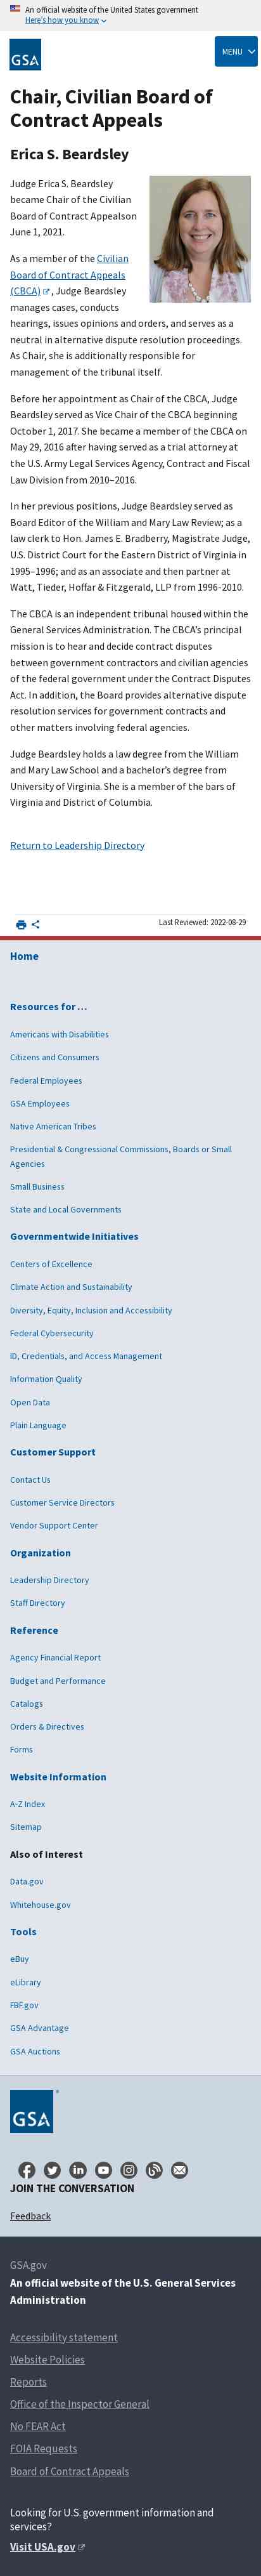 An official website of the United States government
Here's how you know
GSA
MENU
Chair, Civilian Board of
Contract Appeals
Erica S. Beardsley
Judge Erica S. Beardsley
became Chair of the Civilian
Board of Contract Appealson
June 1, 2021.
As a member of the Civilian
Board of Contract Appeals
(CBCA) , Judge Beardsley
manages cases, conducts
hearings, issues opinions and orders, and serves as a
neutral in alternative dispute resolution proceedings.
As Chair, she is additionally responsible for
management of the tribunal itself.
Before her appointment as Chair of the CBCA, Judge
Beardsley served as Vice Chair of the CBCA beginning
October 1, 2017. She became a member of the CBCA on
May 29, 2016 after having served as a trial attorney at
the U.S. Army Legal Services Agency, Contract and Fiscal
Law Division from 2010–2016.
In her previous positions, Judge Beardsley served as
Board Editor of the William and Mary Law Review; as a
law clerk to Hon. James E. Bradberry, Magistrate Judge,
U.S. District Court for the Eastern District of Virginia in
1995–1996; and as an associate and then partner at
Watt, Tieder, Hoffar & Fitzgerald, LLP from 1996-2010.
The CBCA is an independent tribunal housed within the
General Services Administration. The CBCA's principal
mission is to hear and decide contract disputes
between government contractors and civilian agencies
of the federal government under the Contract Disputes
Act. In addition, the Board provides alternative dispute
resolution services for government contracts and
other matters involving federal agencies.
Judge Beardsley holds a law degree from the William
and Mary Law School and a bachelor's degree from
University of Virginia. She is a member of the bars of
Virginia and the District of Columbia.
Return to Leadership Directory
Last Reviewed: 2022-08-29
Home
Resources for …
Americans with Disabilities
Citizens and Consumers
Federal Employees
GSA Employees
Native American Tribes
Presidential & Congressional Commissions, Boards or Small
Agencies
Small Business
State and Local Governments
Governmentwide Initiatives
Centers of Excellence
Climate Action and Sustainability
Diversity, Equity, Inclusion and Accessibility
Federal Cybersecurity
ID, Credentials, and Access Management
Information Quality
Open Data
Plain Language
Customer Support
Contact Us
Customer Service Directors
Vendor Support Center
Organization
Leadership Directory
Staff Directory
Reference
Agency Financial Report
Budget and Performance
Catalogs
Orders & Directives
Forms
Website Information
A-Z Index
Sitemap
Also of Interest
Data.gov
Whitehouse.gov
Tools
eBuy
eLibrary
FBF.gov
GSA Advantage
GSA Auctions
GSA
JOIN THE CONVERSATION
Feedback
GSA.gov
An official website of the U.S. General Services
Administration
Accessibility statement
Website Policies
Reports
Office of the Inspector General
No FEAR Act
FOIA Requests
Board of Contract Appeals
Looking for U.S. government information and
services?
Visit USA.gov